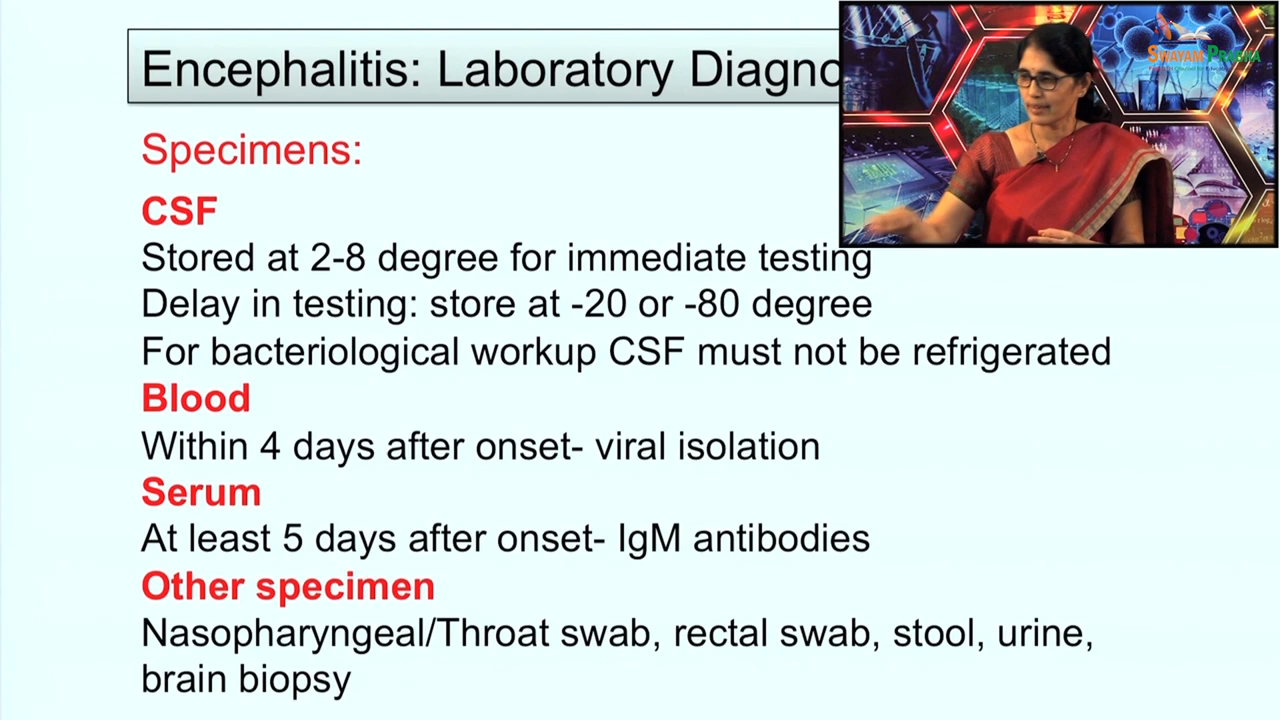 Encephalitis: Laboratory Diagno
SWAYAM PRABHA
Specimens:
CSF
Stored at 2-8 degree for immediate testing
Delay in testing: store at -20 or -80 degree
For bacteriological workup CSF must not be refrigerated
Blood
Within 4 days after onset- viral isolation
Serum
At least 5 days after onset- IgM antibodies
Other specimen
Nasopharyngeal/Throat swab, rectal swab, stool, urine,
brain biopsy